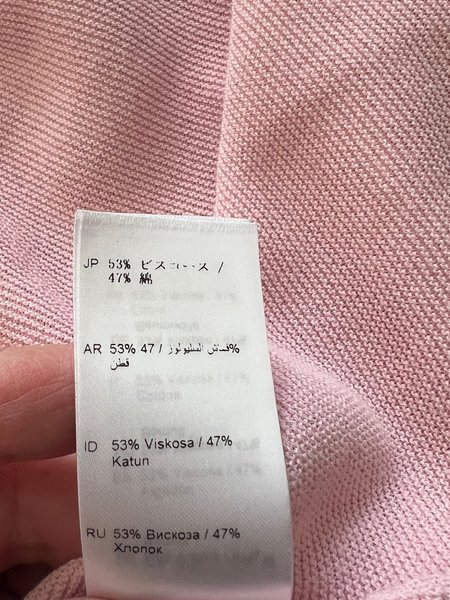 JP 53% ビスコース /
47% 綿
AR 53% قماش السليولوز / 47%
قطن
ID 53% Viskosa / 47%
Katun
RU 53% Вискоза / 47%
Хлопок